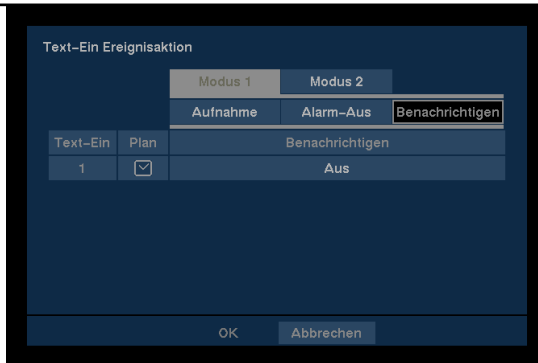 Text-Ein Ereignisaktion
Modus 1 Modus 2
Aufnahme Alarm-Aus Benachrichtigen
Text-Ein Plan Benachrichtigen
1 Aus
OK Abbrechen